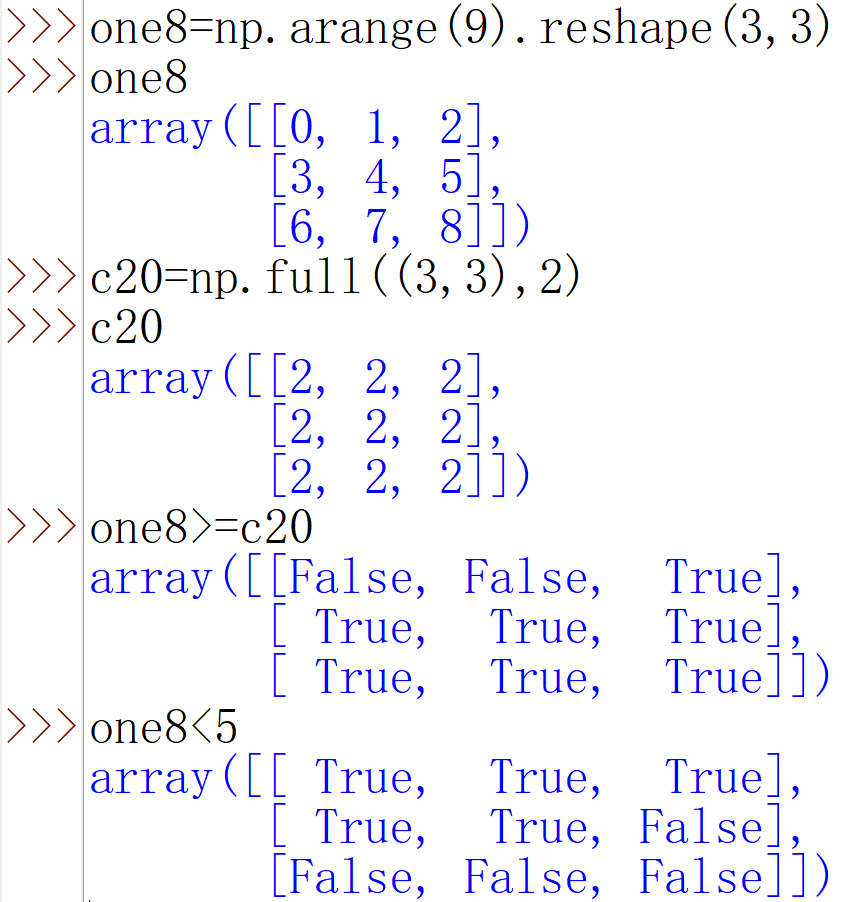 >>> one8=np.arange(9).reshape(3,3)
>>> one8
array([[0, 1, 2],
       [3, 4, 5],
       [6, 7, 8]])
>>> c20=np.full((3,3),2)
>>> c20
array([[2, 2, 2],
       [2, 2, 2],
       [2, 2, 2]])
>>> one8>=c20
array([[False, False,  True],
       [ True,  True,  True],
       [ True,  True,  True]])
>>> one8<5
array([[ True,  True,  True],
       [ True,  True, False],
       [False, False, False]])